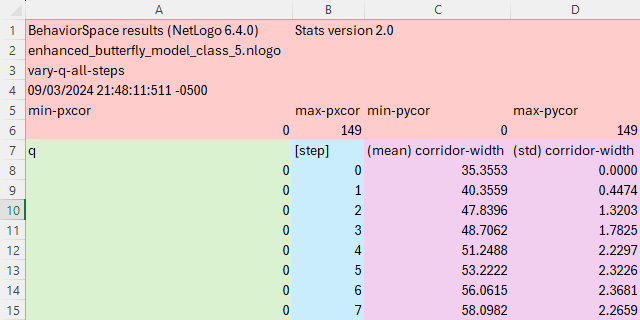 A B C D
1 BehaviorSpace results (NetLogo 6.4.0) Stats version 2.0
2 enhanced_butterfly_model_class_5.nlogo
3 vary-q-all-steps
4 09/03/2024 21:48:11:511 -0500
5 min-pxcor max-pxcor min-pycor max-pycor
6 0 149 0 149
7 q [step] (mean) corridor-width (std) corridor-width
8 0 0 35.3553 0.0000
9 0 1 40.3559 0.4474
10 0 2 47.8396 1.3203
11 0 3 48.7062 1.7825
12 0 4 51.2488 2.2297
13 0 5 53.2222 2.3226
14 0 6 56.0615 2.3681
15 0 7 58.0982 2.2659